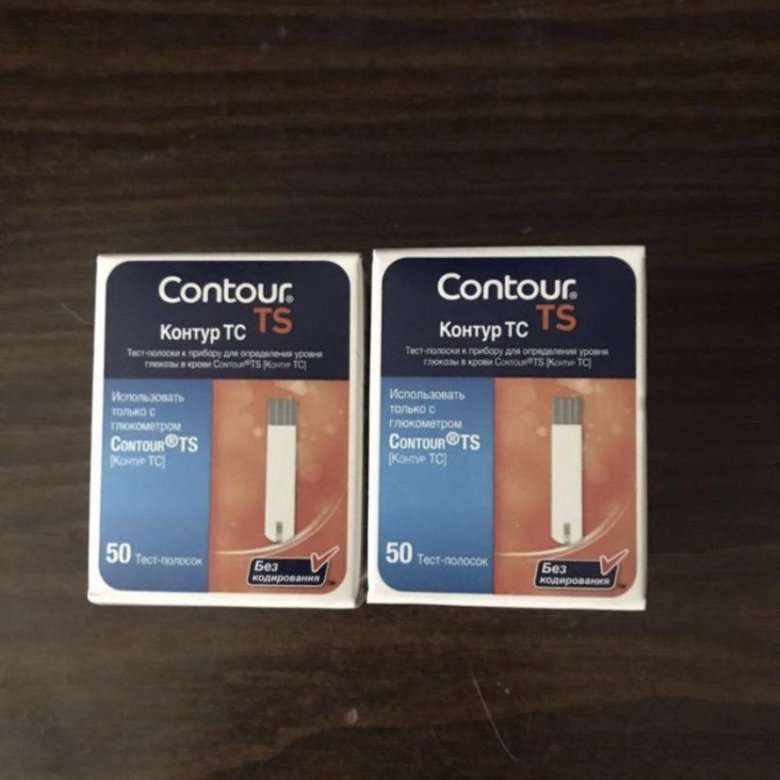 Contour®
TS
Контур ТС
Тест-полоски к прибору для определения уровня
глюкозы в крови Contour®TS [Контур ТС]
Использовать
только с
глюкометром
Contour®TS
[Контур ТС]
50 Тест-полосок
Без
кодирования
Contour®
TS
Контур ТС
Тест-полоски к прибору для определения уровня
глюкозы в крови Contour®TS [Контур ТС]
Использовать
только с
глюкометром
Contour®TS
[Контур ТС]
50 Тест-полосок
Без
кодирования